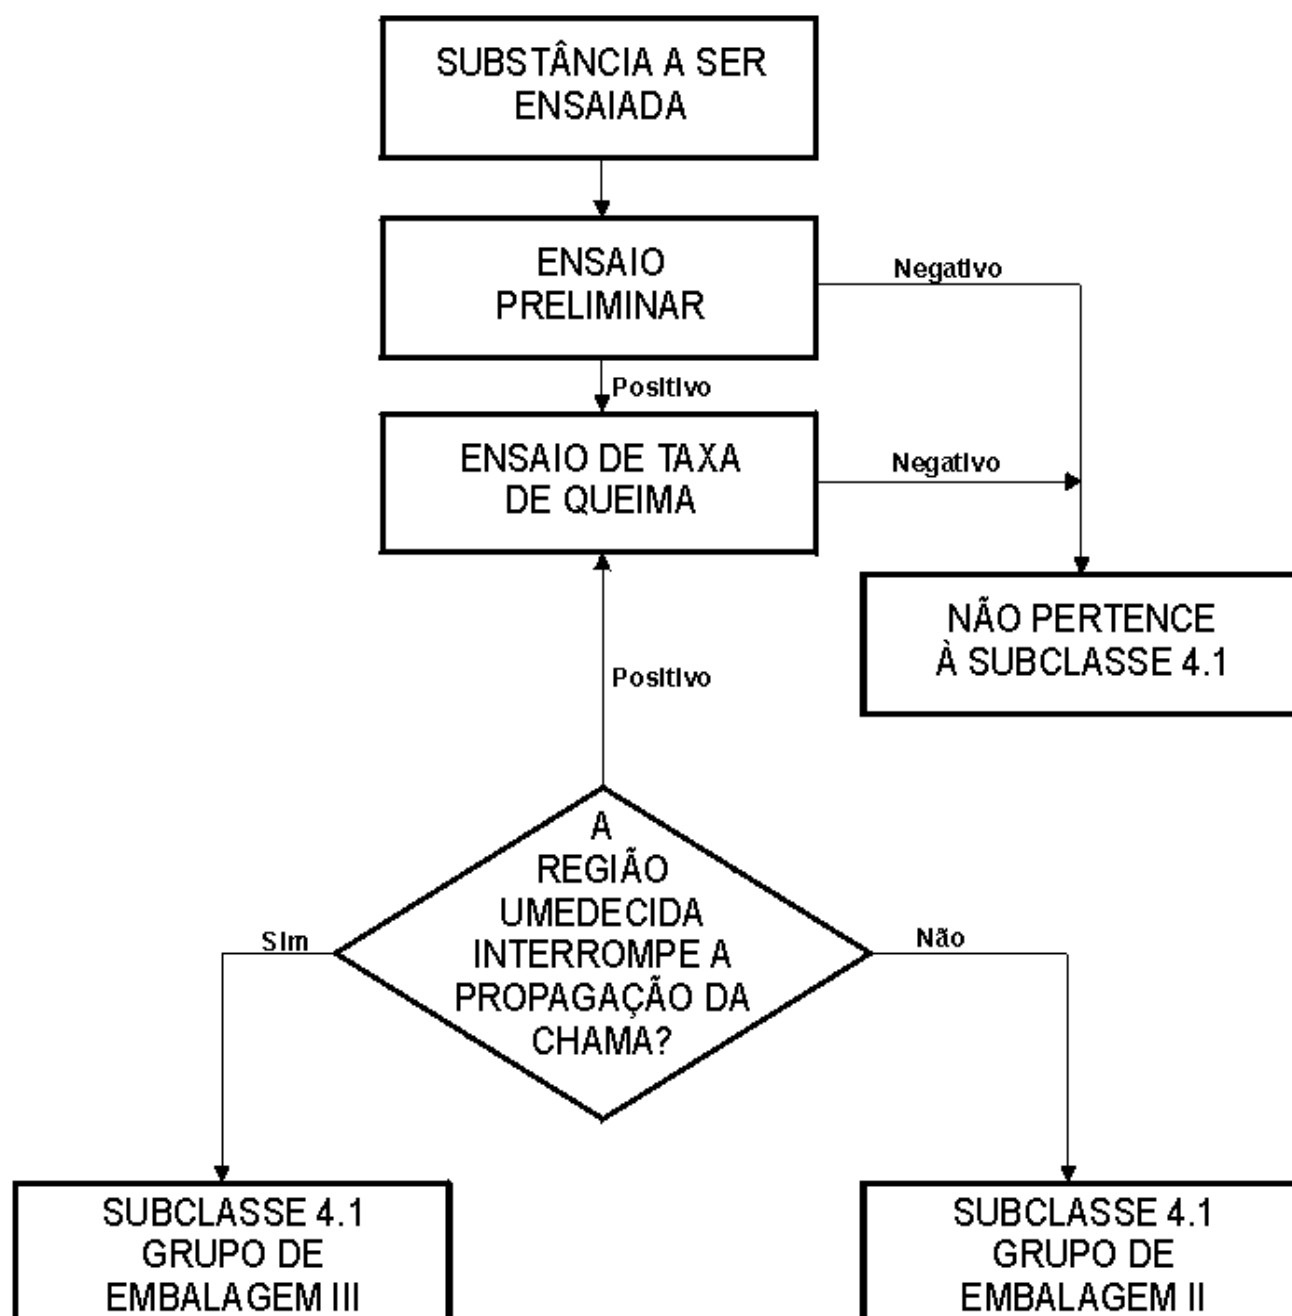 SUBSTÂNCIA A SER
ENSAIADA
ENSAIO
PRELIMINAR
Negativo
Positivo
ENSAIO DE TAXA
DE QUEIMA
Negativo
NÃO PERTENCE
À SUBCLASSE 4.1
Positivo
A
REGIÃO
UMEDECIDA
INTERROMPE A
PROPAGAÇÃO DA
CHAMA?
Sim
Não
SUBCLASSE 4.1
GRUPO DE
EMBALAGEM III
SUBCLASSE 4.1
GRUPO DE
EMBALAGEM II